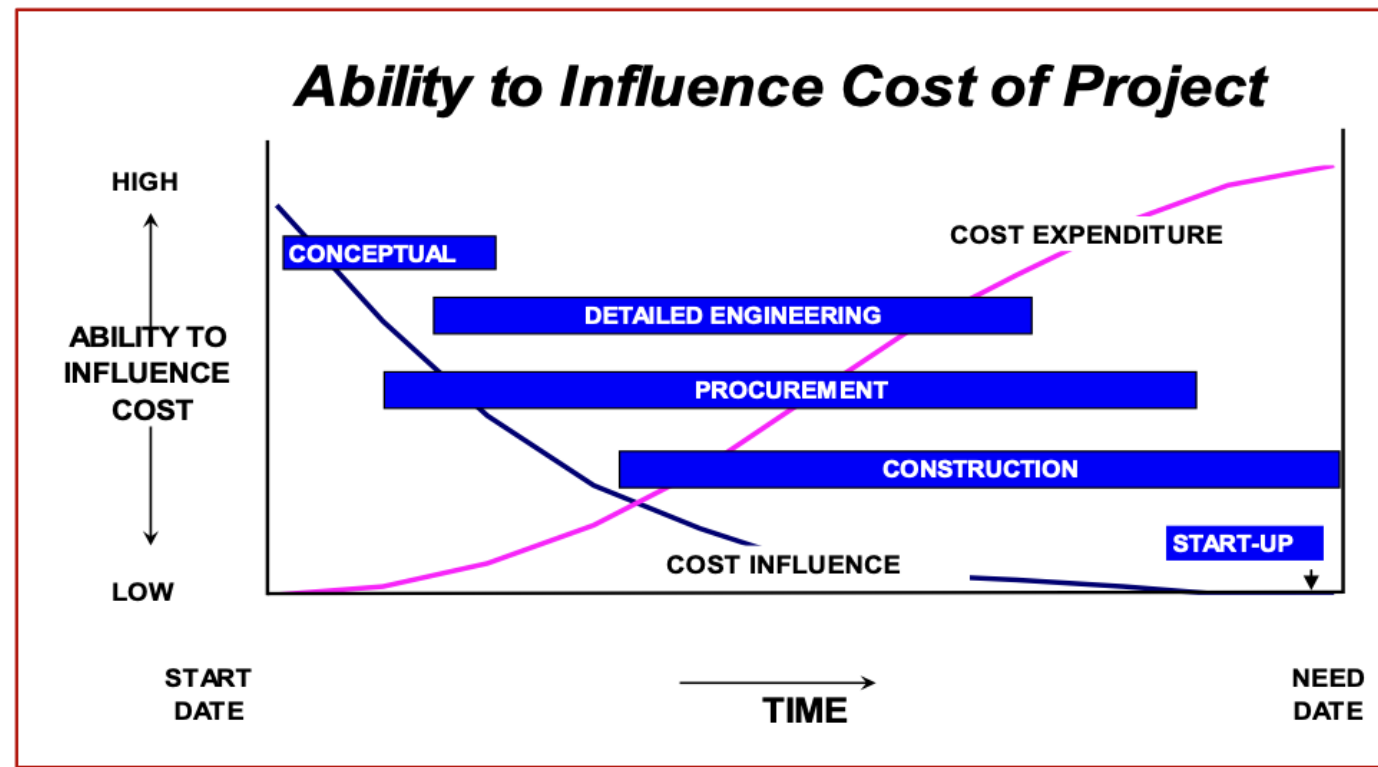 Ability to Influence Cost of Project
HIGH
COST EXPENDITURE
CONCEPTUAL
DETAILED ENGINEERING
ABILITY TO
INFLUENCE
COST
PROCUREMENT
CONSTRUCTION
START-UP
COST INFLUENCE
LOW
START
DATE
TIME
NEED
DATE